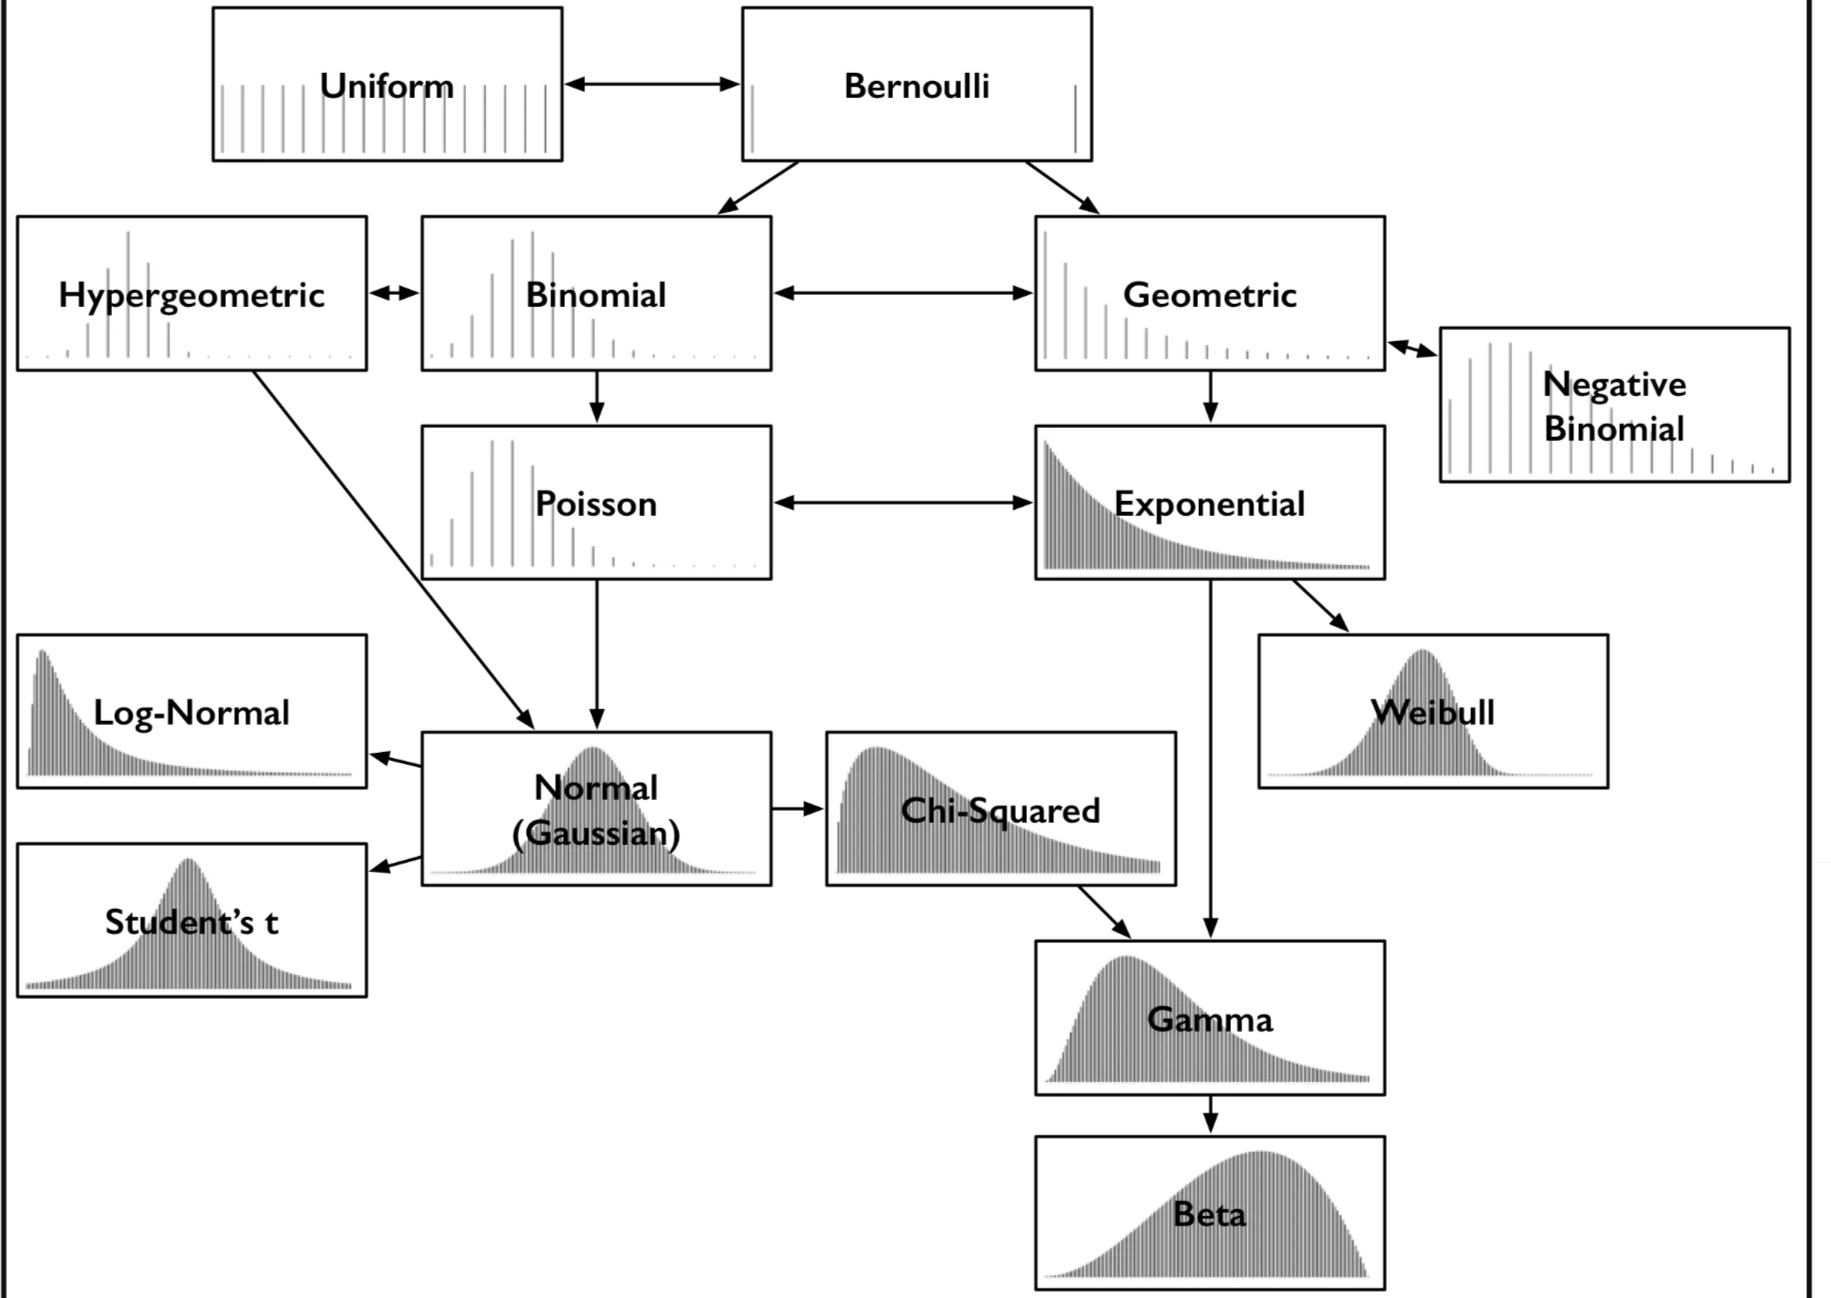 Uniform
Bernoulli
Hypergeometric
Binomial
Geometric
Negative
Binomial
Poisson
Exponential
Log-Normal
Weibull
Normal
(Gaussian)
Chi-Squared
Student’s t
Gamma
Beta